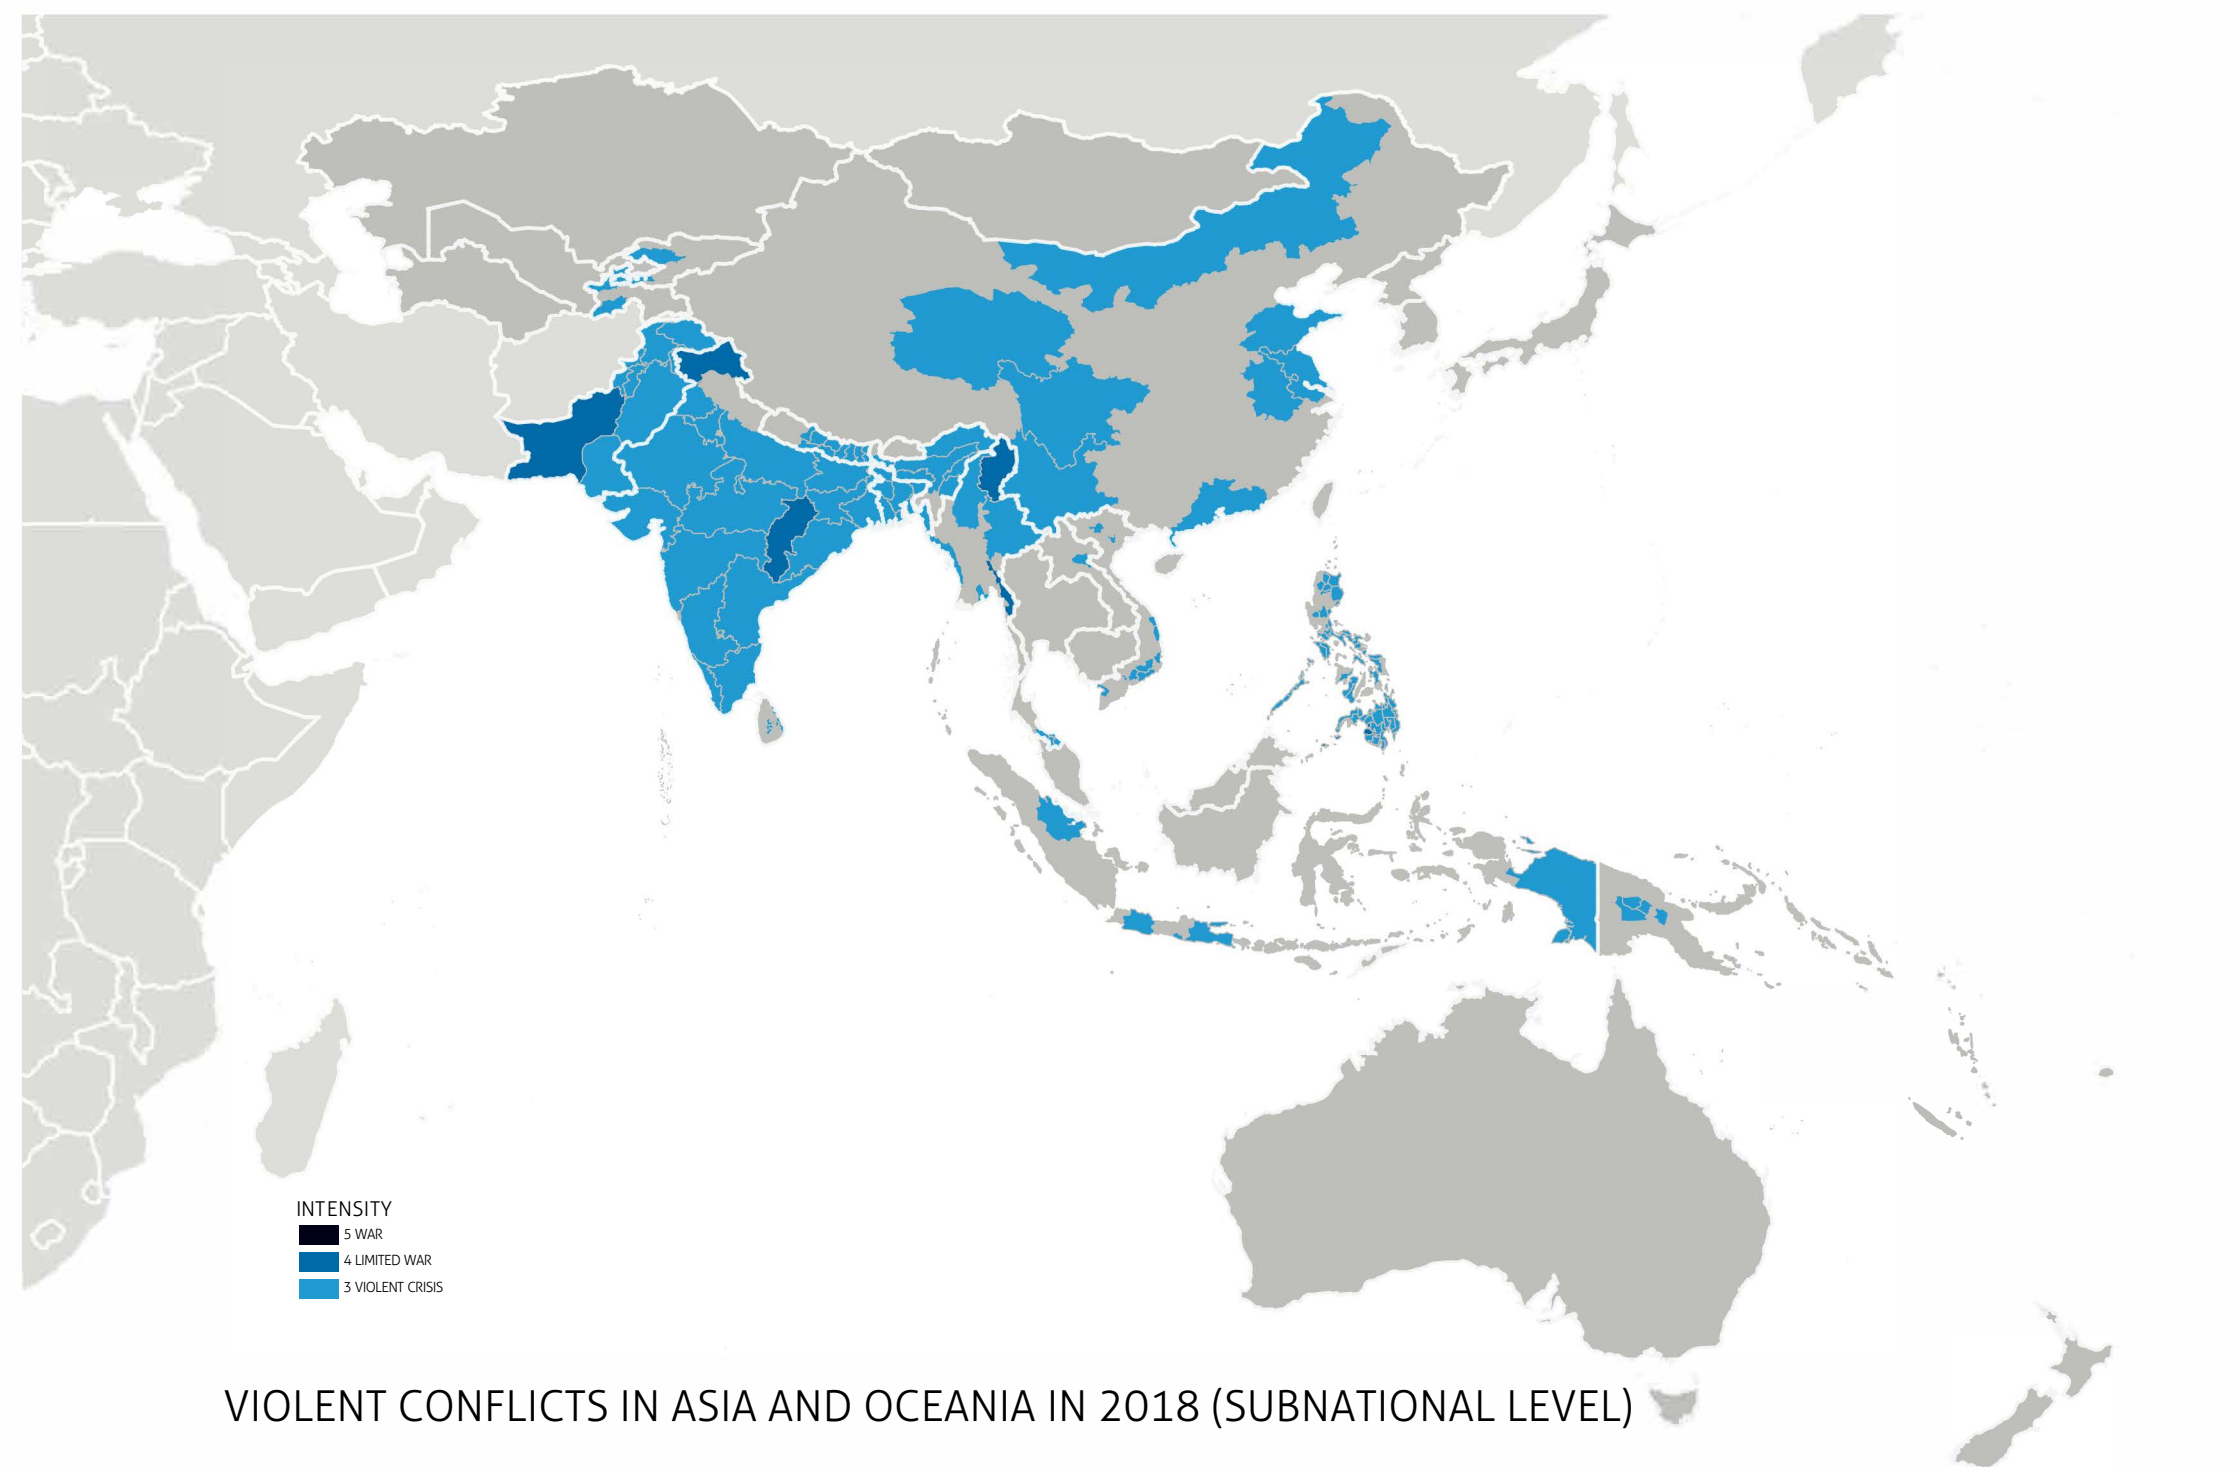 INTENSITY
5 WAR
4 LIMITED WAR
3 VIOLENT CRISIS
VIOLENT CONFLICTS IN ASIA AND OCEANIA IN 2018 (SUBNATIONAL LEVEL)